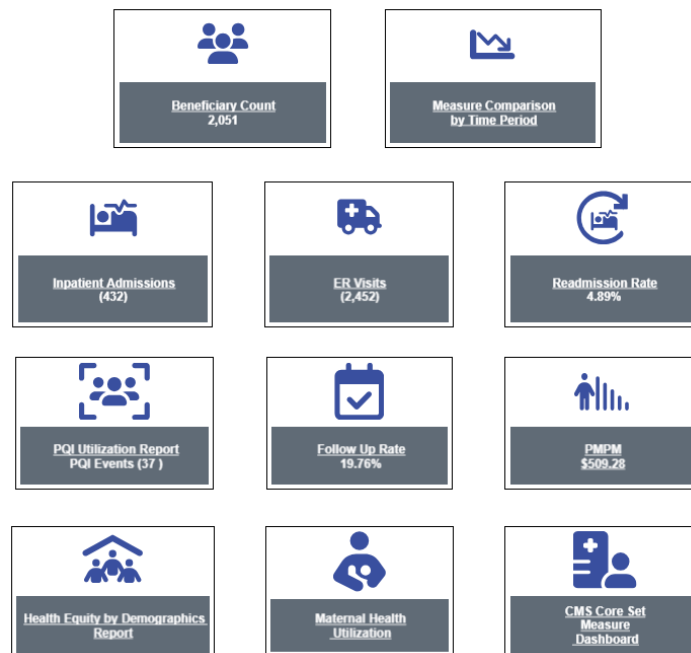 Beneficiary Count
2,051
Measure Comparison
by Time Period
Inpatient Admissions
(432)
ER Visits
(2,452)
Readmission Rate
4.89%
PQI Utilization Report
PQI Events (37 )
Follow Up Rate
19.76%
PMPM
$509.28
Health Equity by Demographics
Report
Maternal Health
Utilization
CMS Core Set
Measure
Dashboard